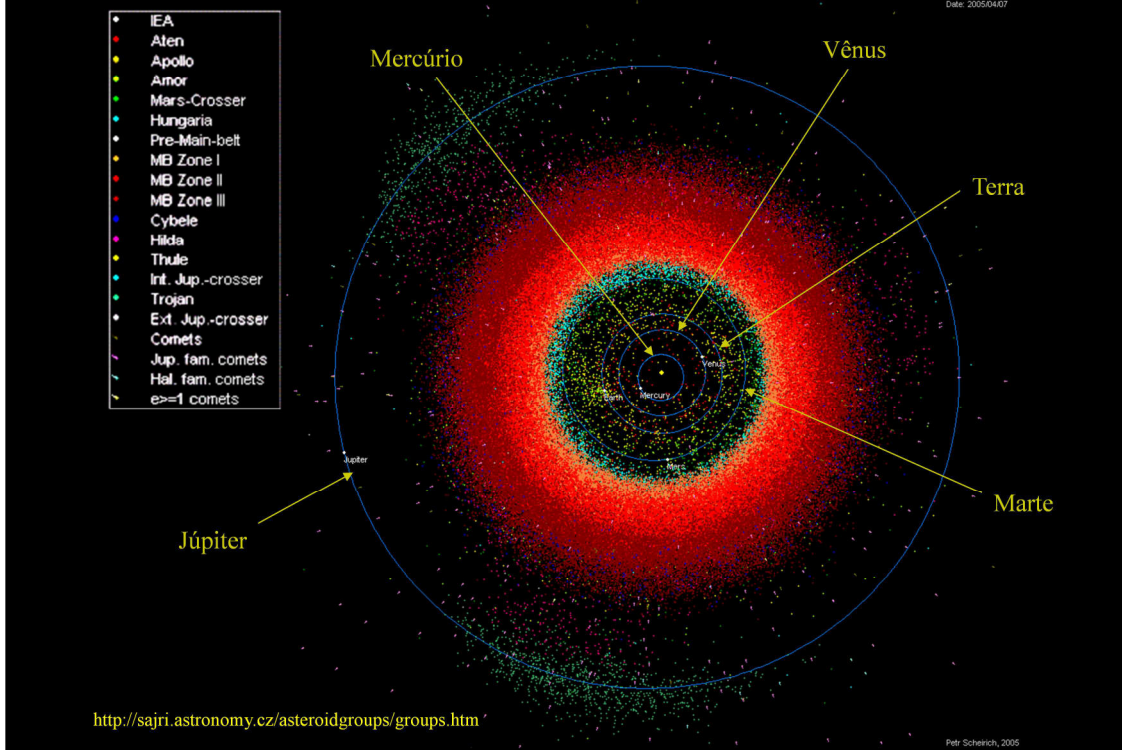 Date: 2005/04/07
IEA
Aten
Apollo
Amor
Mars-Crosser
Hungaria
Pre-Main-belt
MB Zone I
MB Zone II
MB Zone III
Cybele
Hilda
Thule
Int. Jup.-crosser
Trojan
Ext. Jup.-crosser
Comets
Jup. fam. comets
Hal. fam. comets
e>=1 comets
Mercúrio
Vênus
Terra
Venus
Earth
Mercury
Mars
Jupiter
Marte
Júpiter
http://sajri.astronomy.cz/asteroidgroups/groups.htm
Petr Scheirich, 2005